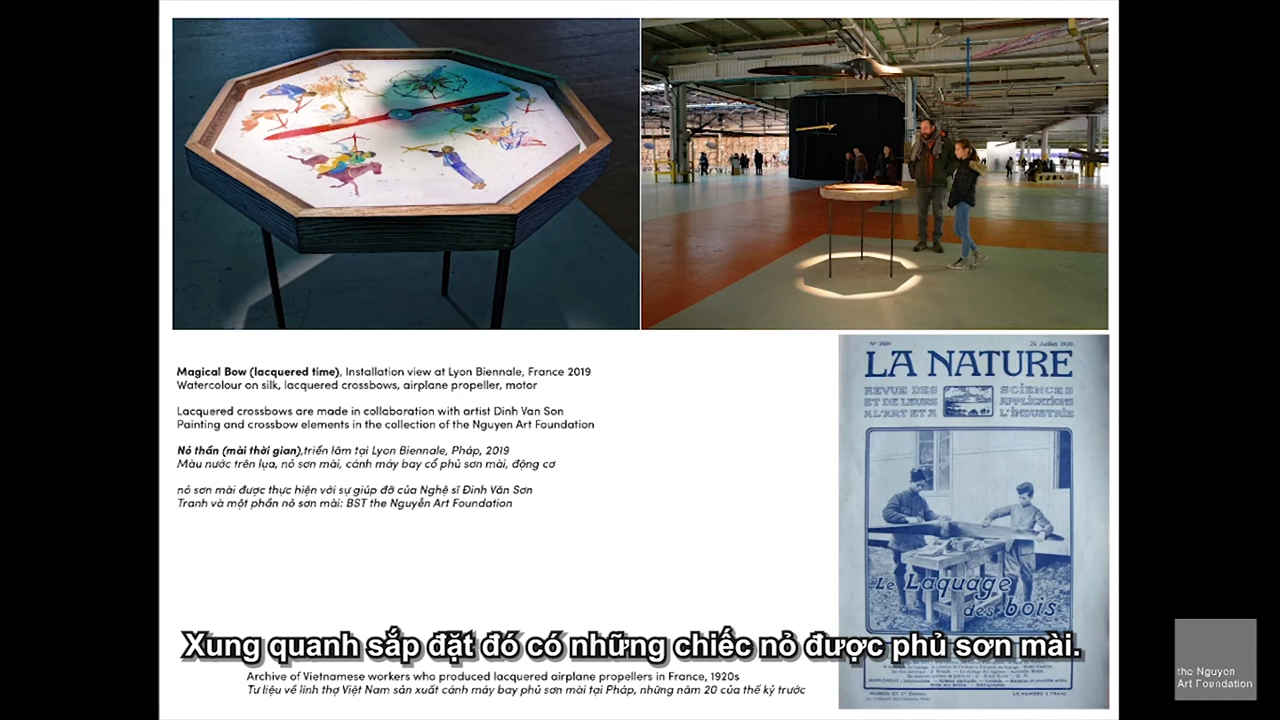 Magical Bow (lacquered time), Installation view at Lyon Biennale, France 2019
Watercolour on silk, lacquered crossbows, airplane propeller, motor
Lacquered crossbows are made in collaboration with artist Dinh Van Son
Painting and crossbow elements in the collection of the Nguyen Art Foundation
Nỏ thần (mài thời gian),triển lãm tại Lyon Biennale, Pháp, 2019
Màu nước trên lụa, nỏ sơn mài, cánh máy bay cổ phủ sơn mài, động cơ
nỏ sơn mài được thực hiện với sự giúp đỡ của Nghệ sĩ Đinh Văn Sơn
Tranh và một phần nỏ sơn mài: BST the Nguyễn Art Foundation
LA NATURE
REVUE DES
ET DE LEURS
A L'ART ET A
SCIENCES
APPLICATIONS
L'INDUSTRIE
Le Laquage
des bois
Xung quanh sắp đặt đó có những chiếc nỏ được phủ sơn mài.
Archive of Vietnamese workers who produced lacquered airplane propellers in France, 1920s
Tư liệu về lính thợ Việt Nam sản xuất cánh máy bay phủ sơn mài tại Pháp, những năm 20 của thế kỷ trước
the Nguyen
Art Foundation